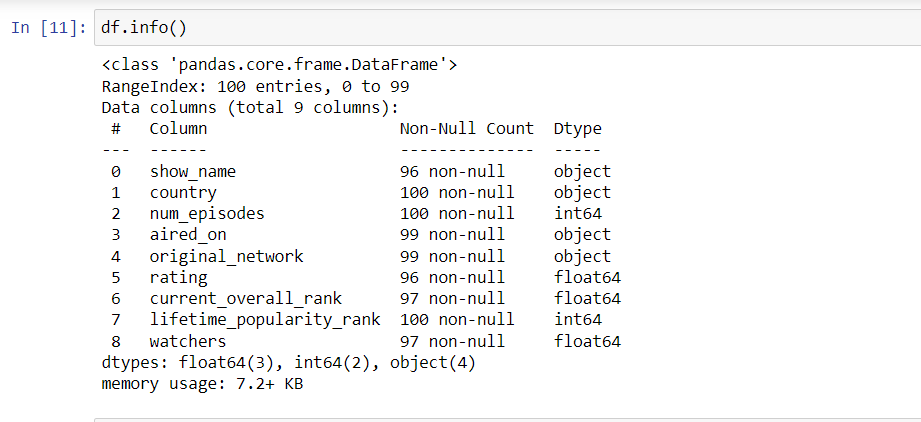 In [11]: df.info()
<class 'pandas.core.frame.DataFrame'>
RangeIndex: 100 entries, 0 to 99
Data columns (total 9 columns):
 #   Column                    Non-Null Count  Dtype
---  ------                    --------------  -----
 0   show_name                 96 non-null     object
 1   country                   100 non-null    object
 2   num_episodes              100 non-null    int64
 3   aired_on                  99 non-null     object
 4   original_network          99 non-null     object
 5   rating                    96 non-null     float64
 6   current_overall_rank      97 non-null     float64
 7   lifetime_popularity_rank  100 non-null    int64
 8   watchers                  97 non-null     float64
dtypes: float64(3), int64(2), object(4)
memory usage: 7.2+ KB